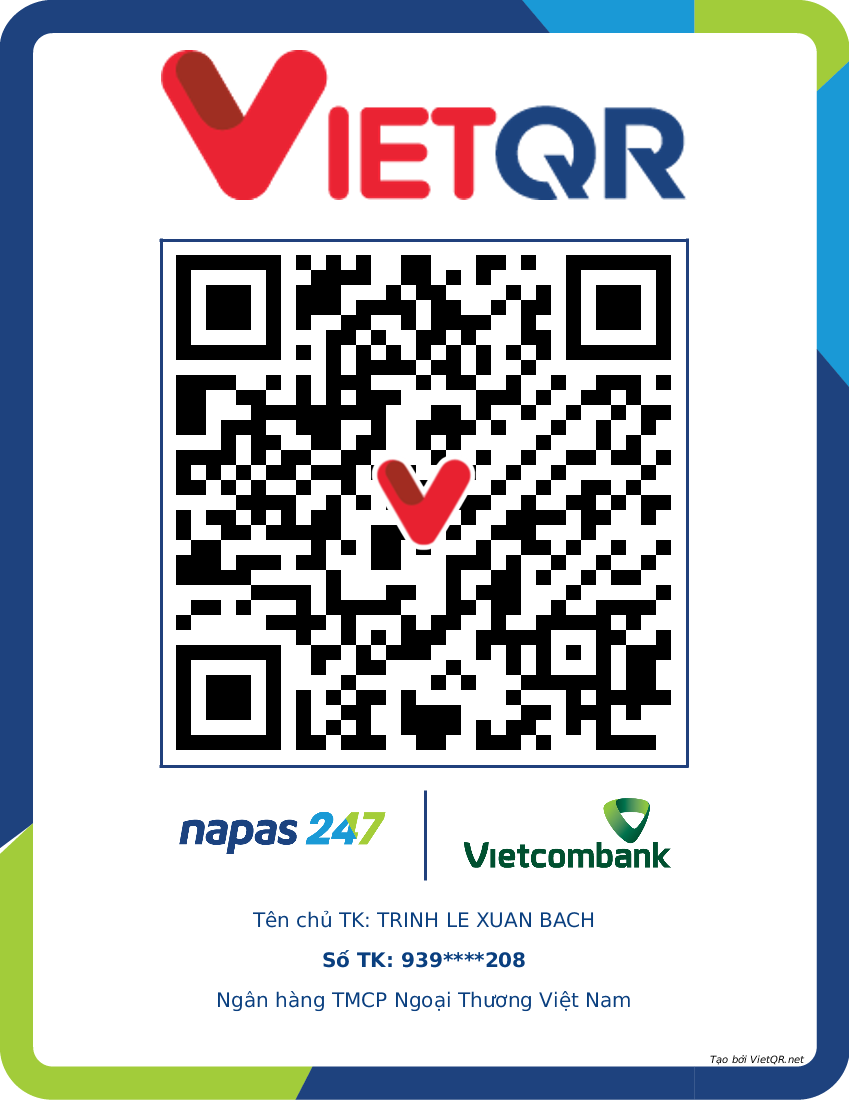 VIETQR
napas 247
Vietcombank
Tên chủ TK: TRINH LE XUAN BACH
Số TK: 939****208
Ngân hàng TMCP Ngoại Thương Việt Nam
Tạo bởi VietQR.net